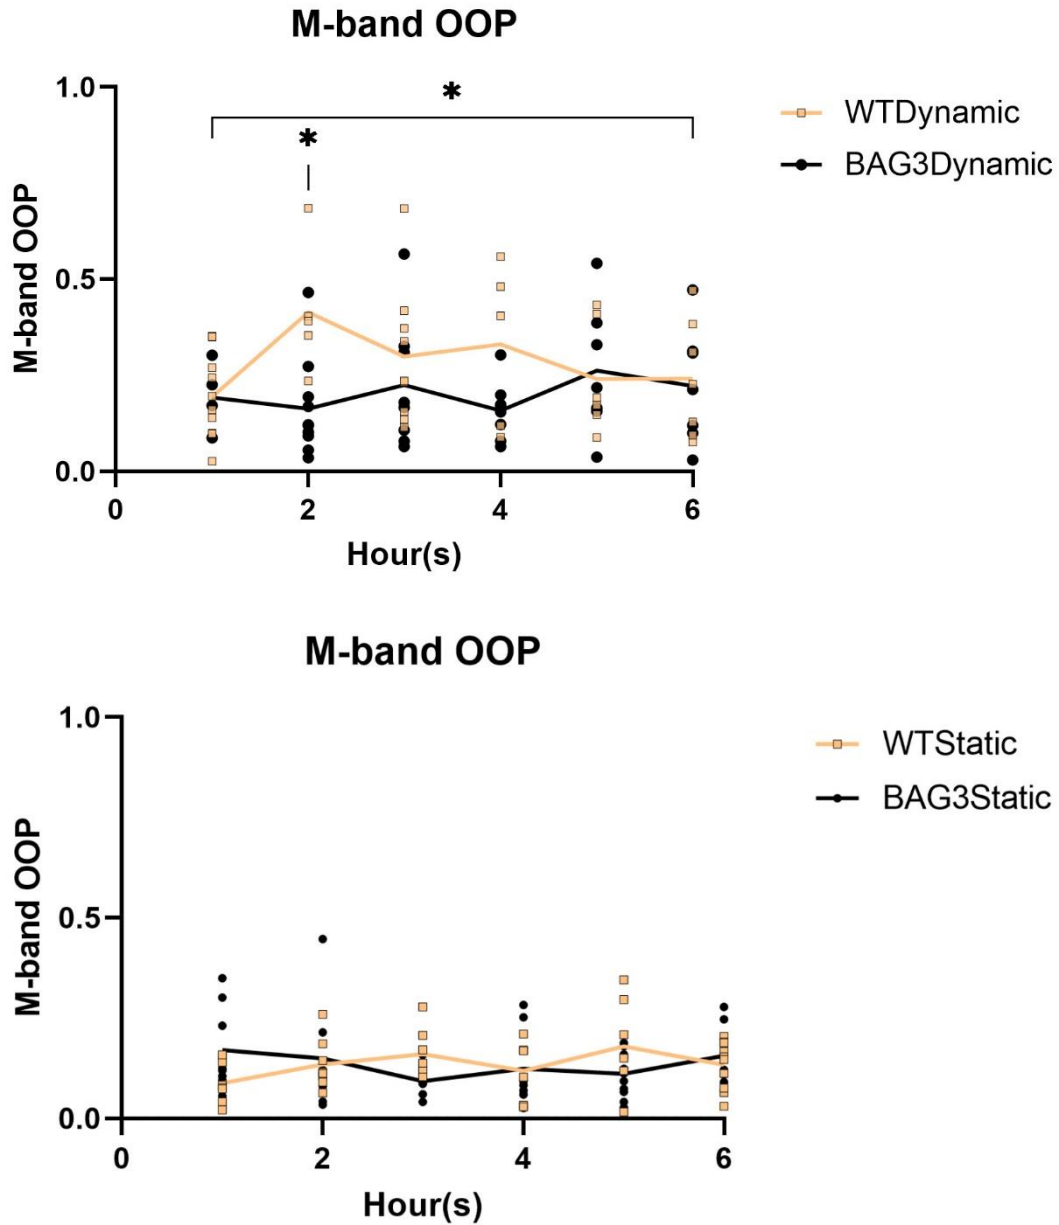 M-band OOP
*
1.0
WTDynamic
*
BAG3Dynamic
M-band OOP
0.5
0.0
0 2 4 6
Hour(s)
M-band OOP
1.0
WTStatic
BAG3Static
M-band OOP
0.5
0.0
0 2 4 6
Hour(s)